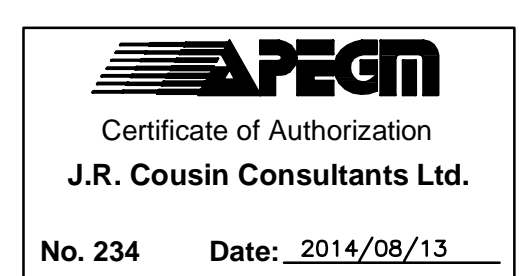 APEGM
Certificate of Authorization
J.R. Cousin Consultants Ltd.
No. 234 Date: 2014/08/13